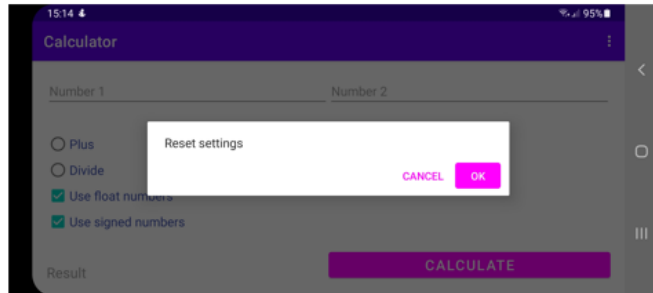 15:14
95%
Calculator
Number 1 Number 2
Plus
Reset settings
Divide
CANCEL OK
Use float numbers
Use signed numbers
Result
CALCULATE